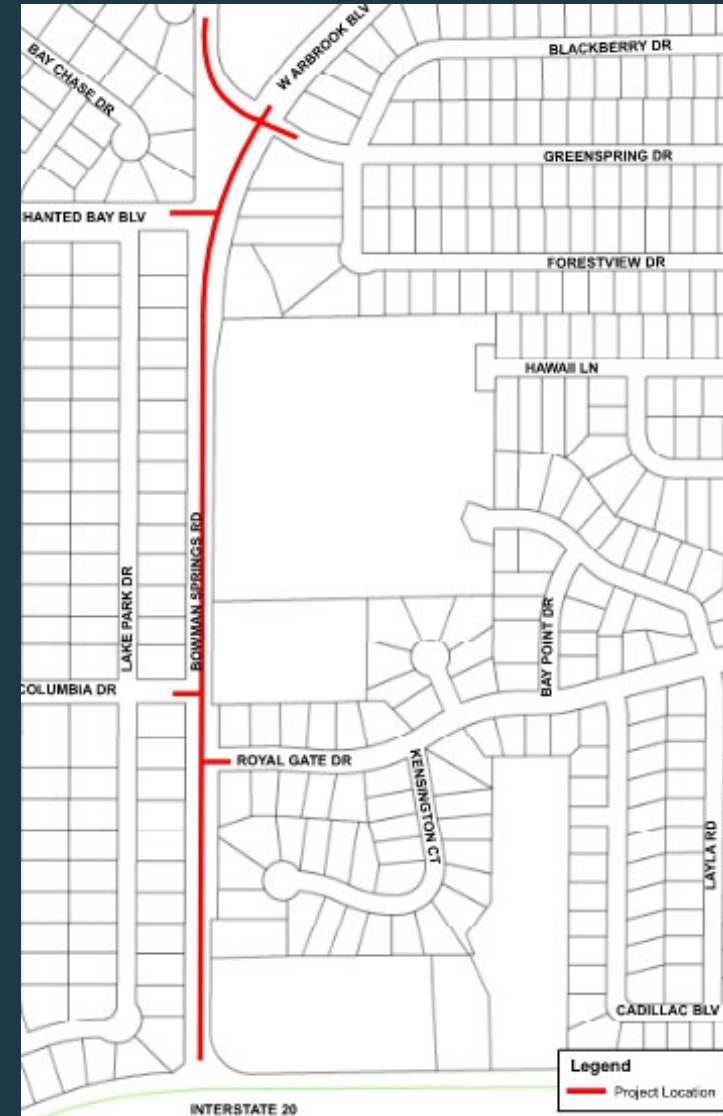 W ARBROOK BLV
BLACKBERRY DR
BAY CHASE DR
GREENSPRING DR
HANTED BAY BLV
FORESTVIEW DR
HAWAII LN
BOWMAN SPRINGS RD
LAKE PARK DR
BAY POINT DR
COLUMBIA DR
ROYAL GATE DR
KENSINGTON CT
LAYLA RD
CADILLAC BLV
Legend
Project Location
INTERSTATE 20